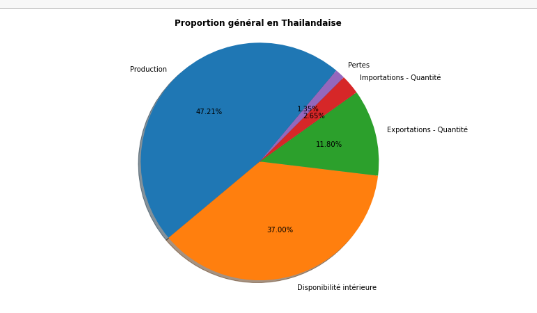 Proportion général en Thailandaise
Pertes
Production
Importations - Quantité
1.35%
47.21%
2.65%
Exportations - Quantité
11.80%
37.00%
Disponibilité intérieure